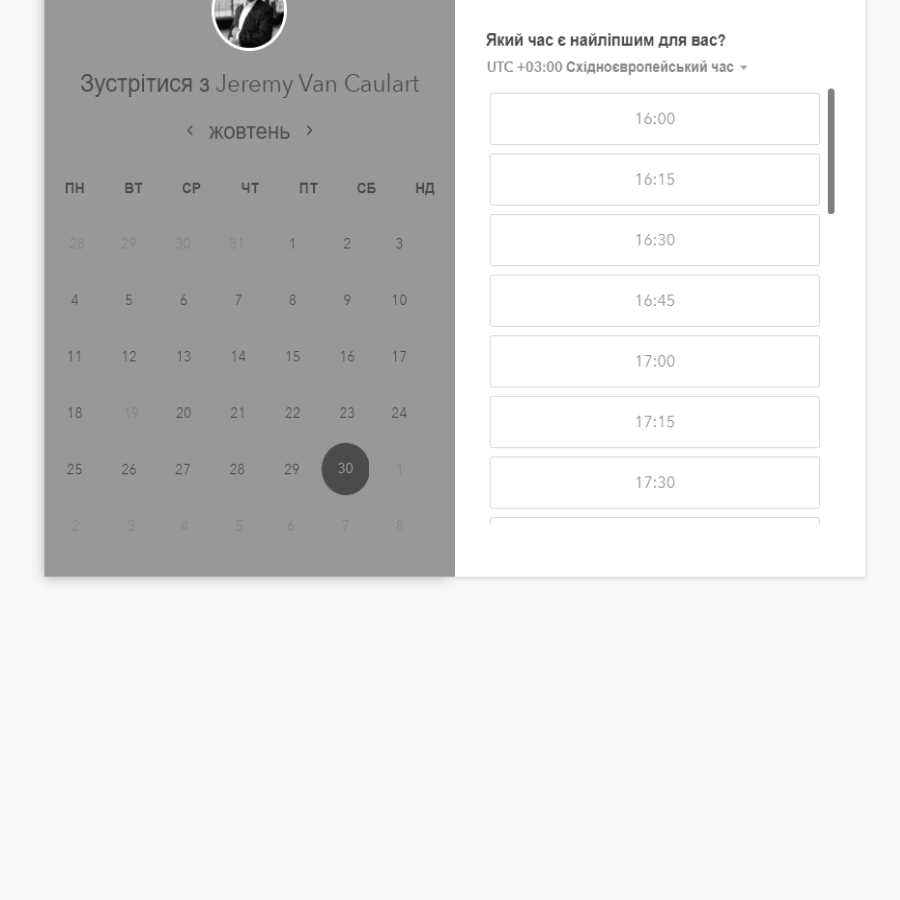 Зустрітися з Jeremy Van Caulart
жовтень
ПН ВТ СР ЧТ ПТ СБ НД
28 29 30 31 1 2 3
4 5 6 7 8 9 10
11 12 13 14 15 16 17
18 19 20 21 22 23 24
25 26 27 28 29 30 1
2 3 4 5 6 7 8
Який час є найліпшим для вас?
UTC +03:00 Східноєвропейський час
16:00
16:15
16:30
16:45
17:00
17:15
17:30